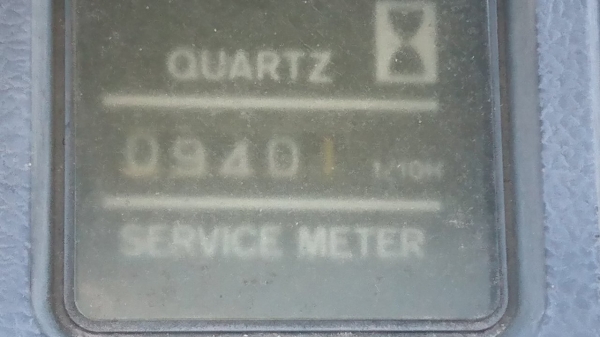 QUARTZ
09401 1/10H
SERVICE METER